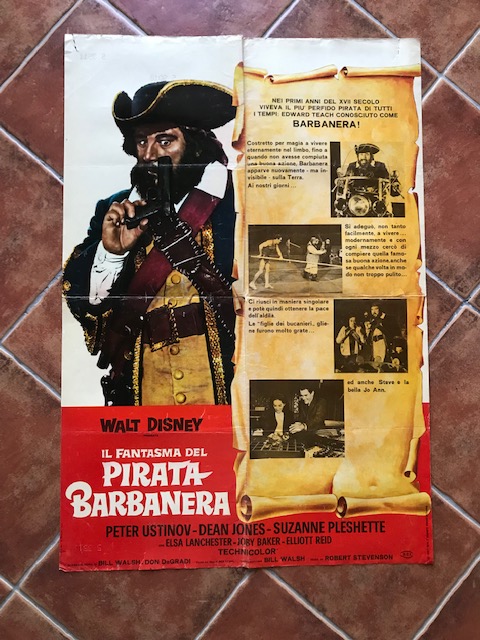 NEI PRIMI ANNI DEL XVII SECOLO
VIVEVA IL PIU' PERFIDO PIRATA DI TUTTI
I TEMPI: EDWARD TEACH CONOSCIUTO COME
BARBANERA!
Costretto per magia a vivere
eternamente nel limbo, fino a
quando non avesse compiuta
una buona azione, Barbanera
apparve nuovamente - ma in-
visibile - sulla Terra.
Ai nostri giorni...
Si adeguò, non tanto
facilmente, a vivere...
modernamente e con
ogni mezzo cercò di
compiere quella famo-
sa buona azione, anche
se qualche volta in mo-
do non troppo pulito...
Ci riuscì in maniera singolare
e potè quindi ottenere la pace
dell'aldilà.
Le "figlie dei bucanieri„ glie-
ne furono molto grate...
ed anche Steve e la
bella Jo Ann.
WALT DISNEY
IL FANTASMA DEL
PIRATA
BARBANERA
PETER USTINOV - DEAN JONES - SUZANNE PLESHETTE
ELSA LANCHESTER - JOBY BAKER - ELLIOTT REID
TECHNICOLOR
BILL WALSH, DON DaGRADI
BILL WALSH
ROBERT STEVENSON